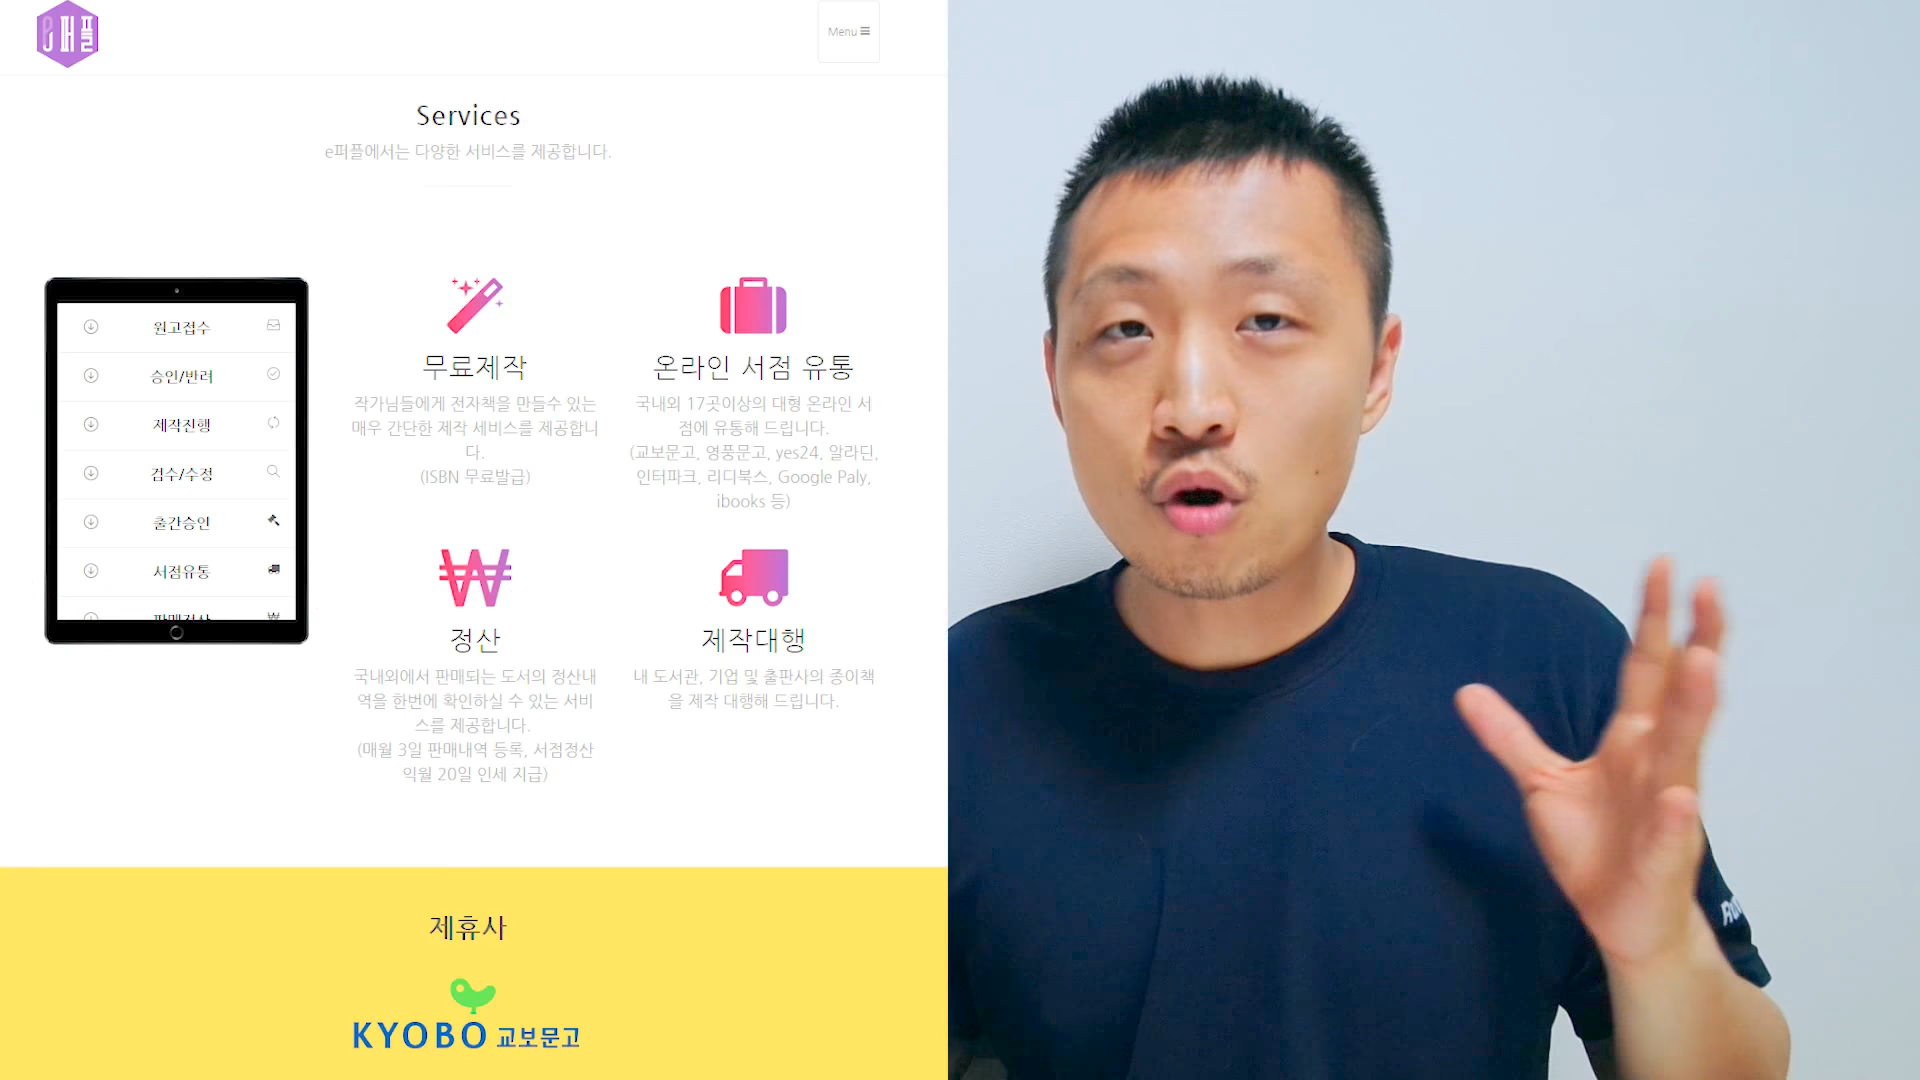 e퍼플
Menu
Services
e퍼플에서는 다양한 서비스를 제공합니다.
원고접수
승인/반려
제작진행
검수/수정
출간승인
서점유통
판매정산
무료제작
작가님들에게 전자책을 만들수 있는
매우 간단한 제작 세비스를 제공합니
다.
(ISBN 무료발급)
온라인 서점 유통
국내외 17곳이상의 대형 온라인 서
점에 유통해 드립니다.
(교보문고, 영풍문고, yes24, 알라딘,
인터파크, 리디북스, Google Paly,
ibooks 등)
정산
국내외에서 판매되는 도서의 정산내
역을 한번에 확인하실 수 있는 서비
스를 제공합니다.
(매월 3일 판매내역 등록, 서점정산
익월 20일 인세 지급)
제작대행
내 도서관, 기업 및 출판사의 종이책
을 제작 대행해 드립니다.
제휴사
KYOBO 교보문고